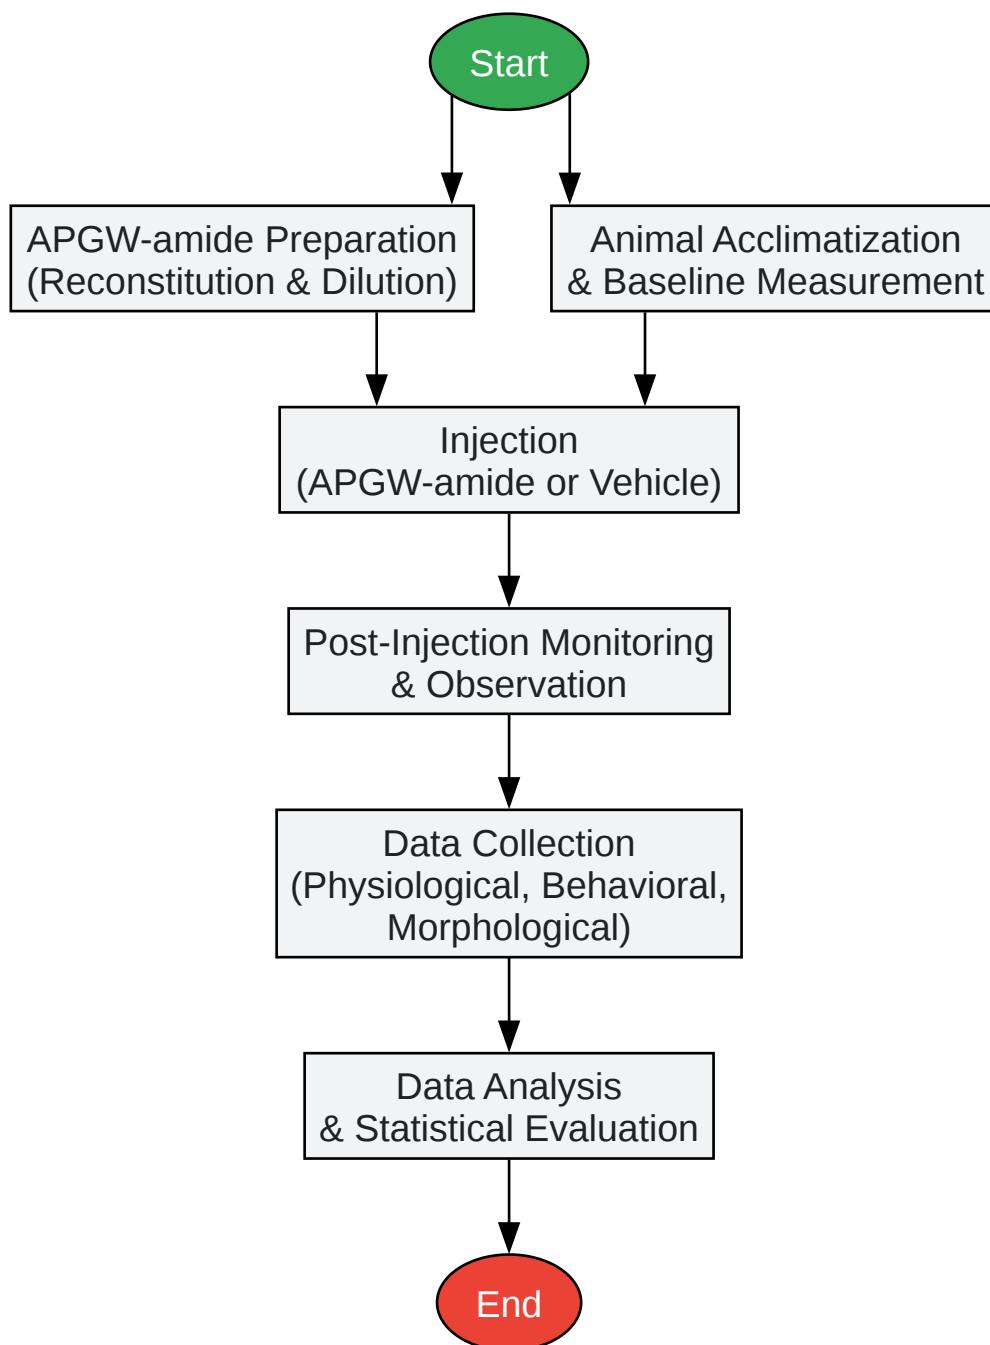 Start
APGW-amide Preparation
(Reconstitution & Dilution)
Animal Acclimatization
& Baseline Measurement
Injection
(APGW-amide or Vehicle)
Post-Injection Monitoring
& Observation
Data Collection
(Physiological, Behavioral,
Morphological)
Data Analysis
& Statistical Evaluation
End